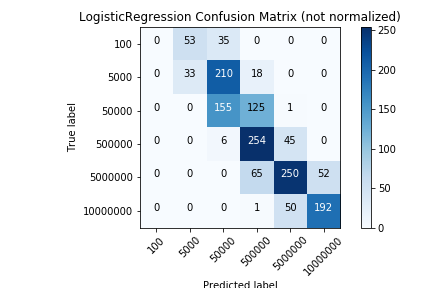 LogisticRegression Confusion Matrix (not normalized)
100 0 53 35 0 0 0
5000 0 33 210 18 0 0
50000 0 0 155 125 1 0
500000 0 0 6 254 45 0
5000000 0 0 0 65 250 52
10000000 0 0 0 1 50 192
True label
100 5000 50000 500000 5000000 10000000
Predicted label
250
200
150
100
50
0